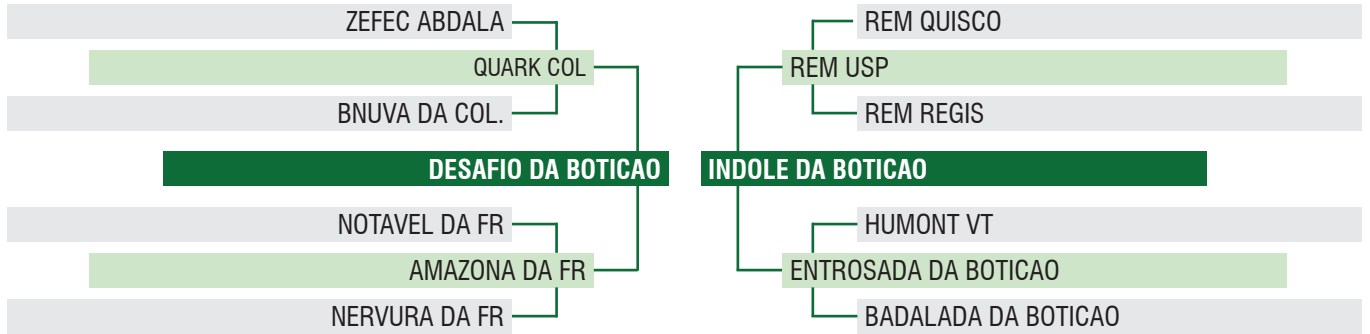 ZEFEC ABDALA
QUARK COL
BNUVA DA COL.
DESAFIO DA BOTICAO
NOTAVEL DA FR
AMAZONA DA FR
NERVURA DA FR
REM QUISCO
REM USP
REM REGIS
INDOLE DA BOTICAO
HUMONT VT
ENTROSADA DA BOTICAO
BADALADA DA BOTICAO